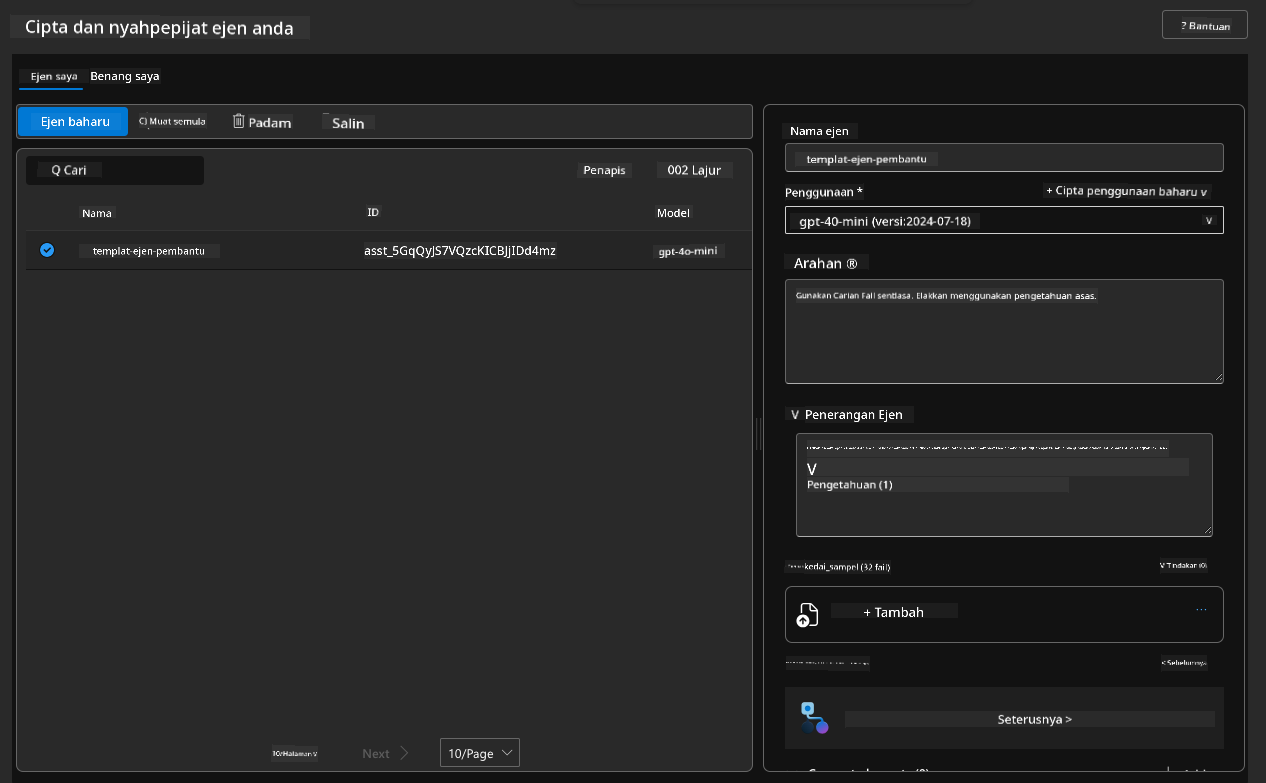 Cipta dan nyahpepijat ejen anda
? Bantuan
Ejen saya
Benang saya
Ejen baharu
C) Muat semula
Padam
Salin
Q Cari
Penapis
002 Lajur
Nama
ID
Model
templat-ejen-pembantu
asst_5GqQyJS7VQzcKICBJjIDd4mz
gpt-4o-mini
10/Halaman V
Next
10/Page
Nama ejen
templat-ejen-pembantu
Penggunaan *
+ Cipta penggunaan baharu v
gpt-40-mini (versi:2024-07-18)
V
Arahan ®
Gunakan Carian Fail sentiasa. Elakkan menggunakan pengetahuan asas.
V Penerangan Ejen
V
Pengetahuan (1)
kedai_sampel (32 fail)
V Tindakan (0)
+ Tambah
...
< Sebelumnya
Seterusnya >